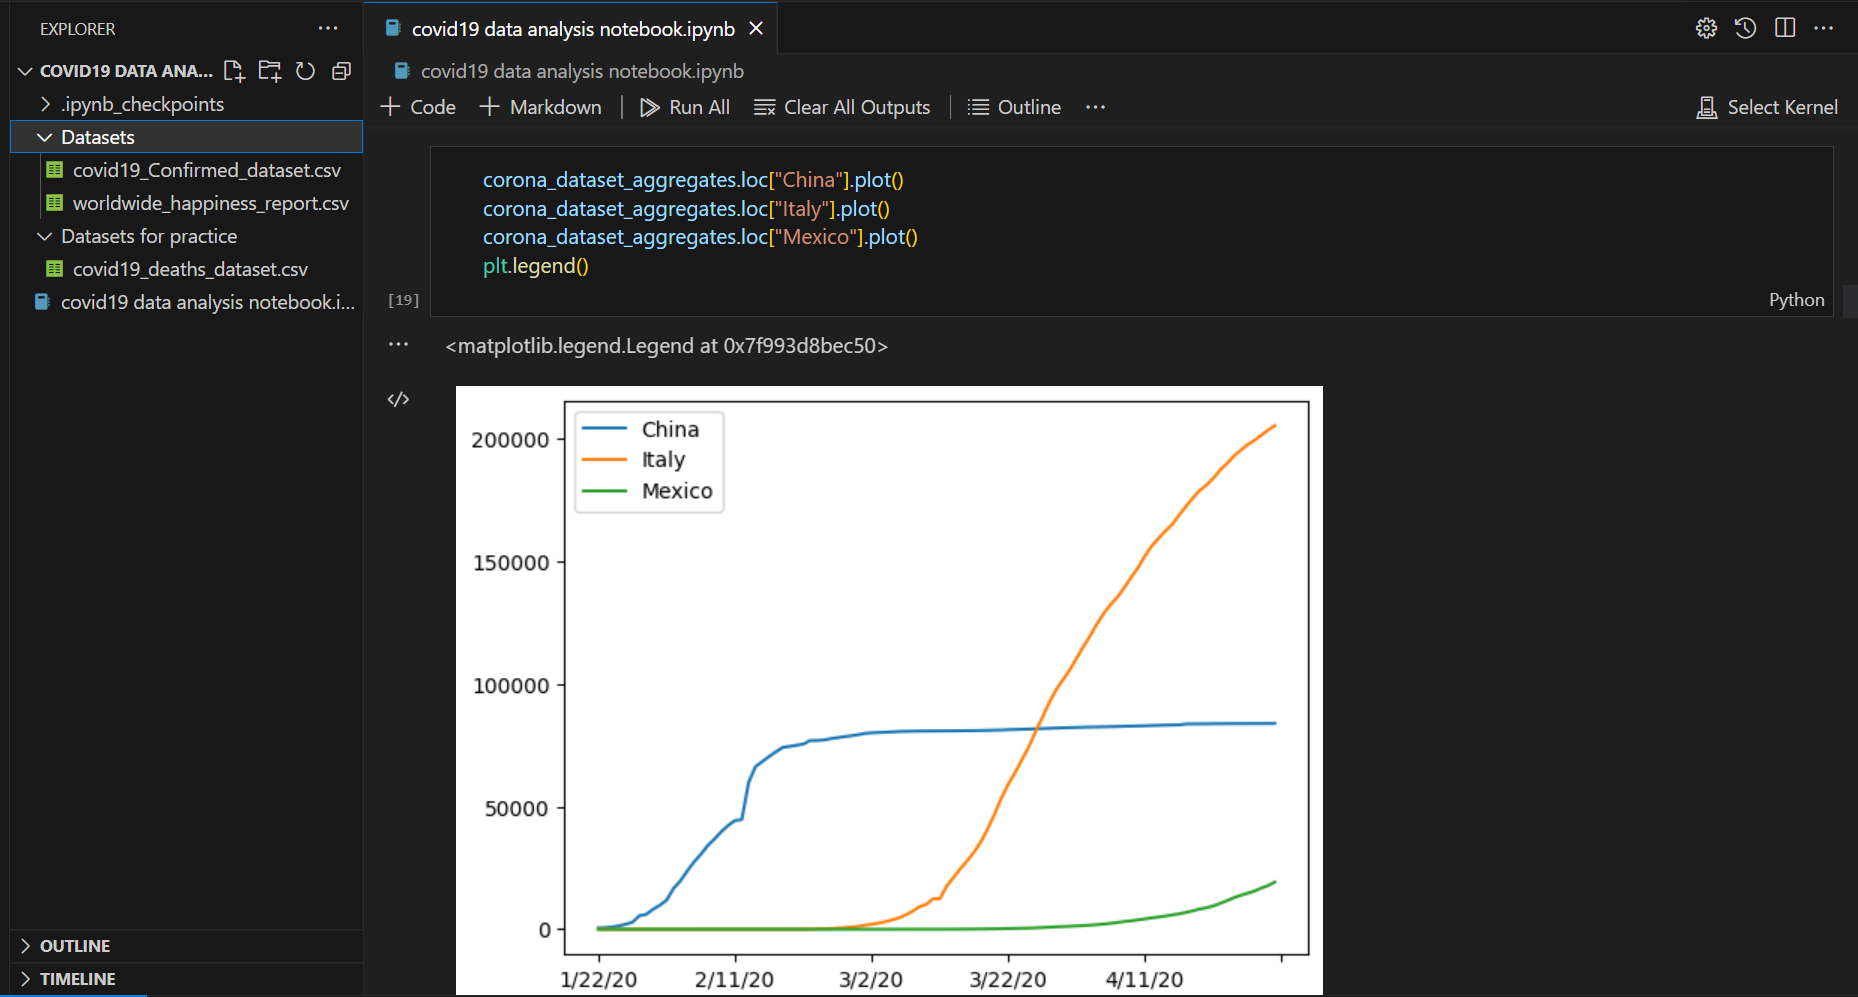 EXPLORER
COVID19 DATA ANA...
.ipynb_checkpoints
Datasets
covid19_Confirmed_dataset.csv
worldwide_happiness_report.csv
Datasets for practice
covid19_deaths_dataset.csv
covid19 data analysis notebook.i...
OUTLINE
TIMELINE
covid19 data analysis notebook.ipynb
covid19 data analysis notebook.ipynb
Code Markdown Run All Clear All Outputs Outline ... Select Kernel
corona_dataset_aggregates.loc["China"].plot()
corona_dataset_aggregates.loc["Italy"].plot()
corona_dataset_aggregates.loc["Mexico"].plot()
plt.legend()
[19]
Python
<matplotlib.legend.Legend at 0x7f993d8bec50>
China
Italy
Mexico
200000
150000
100000
50000
0
1/22/20 2/11/20 3/2/20 3/22/20 4/11/20